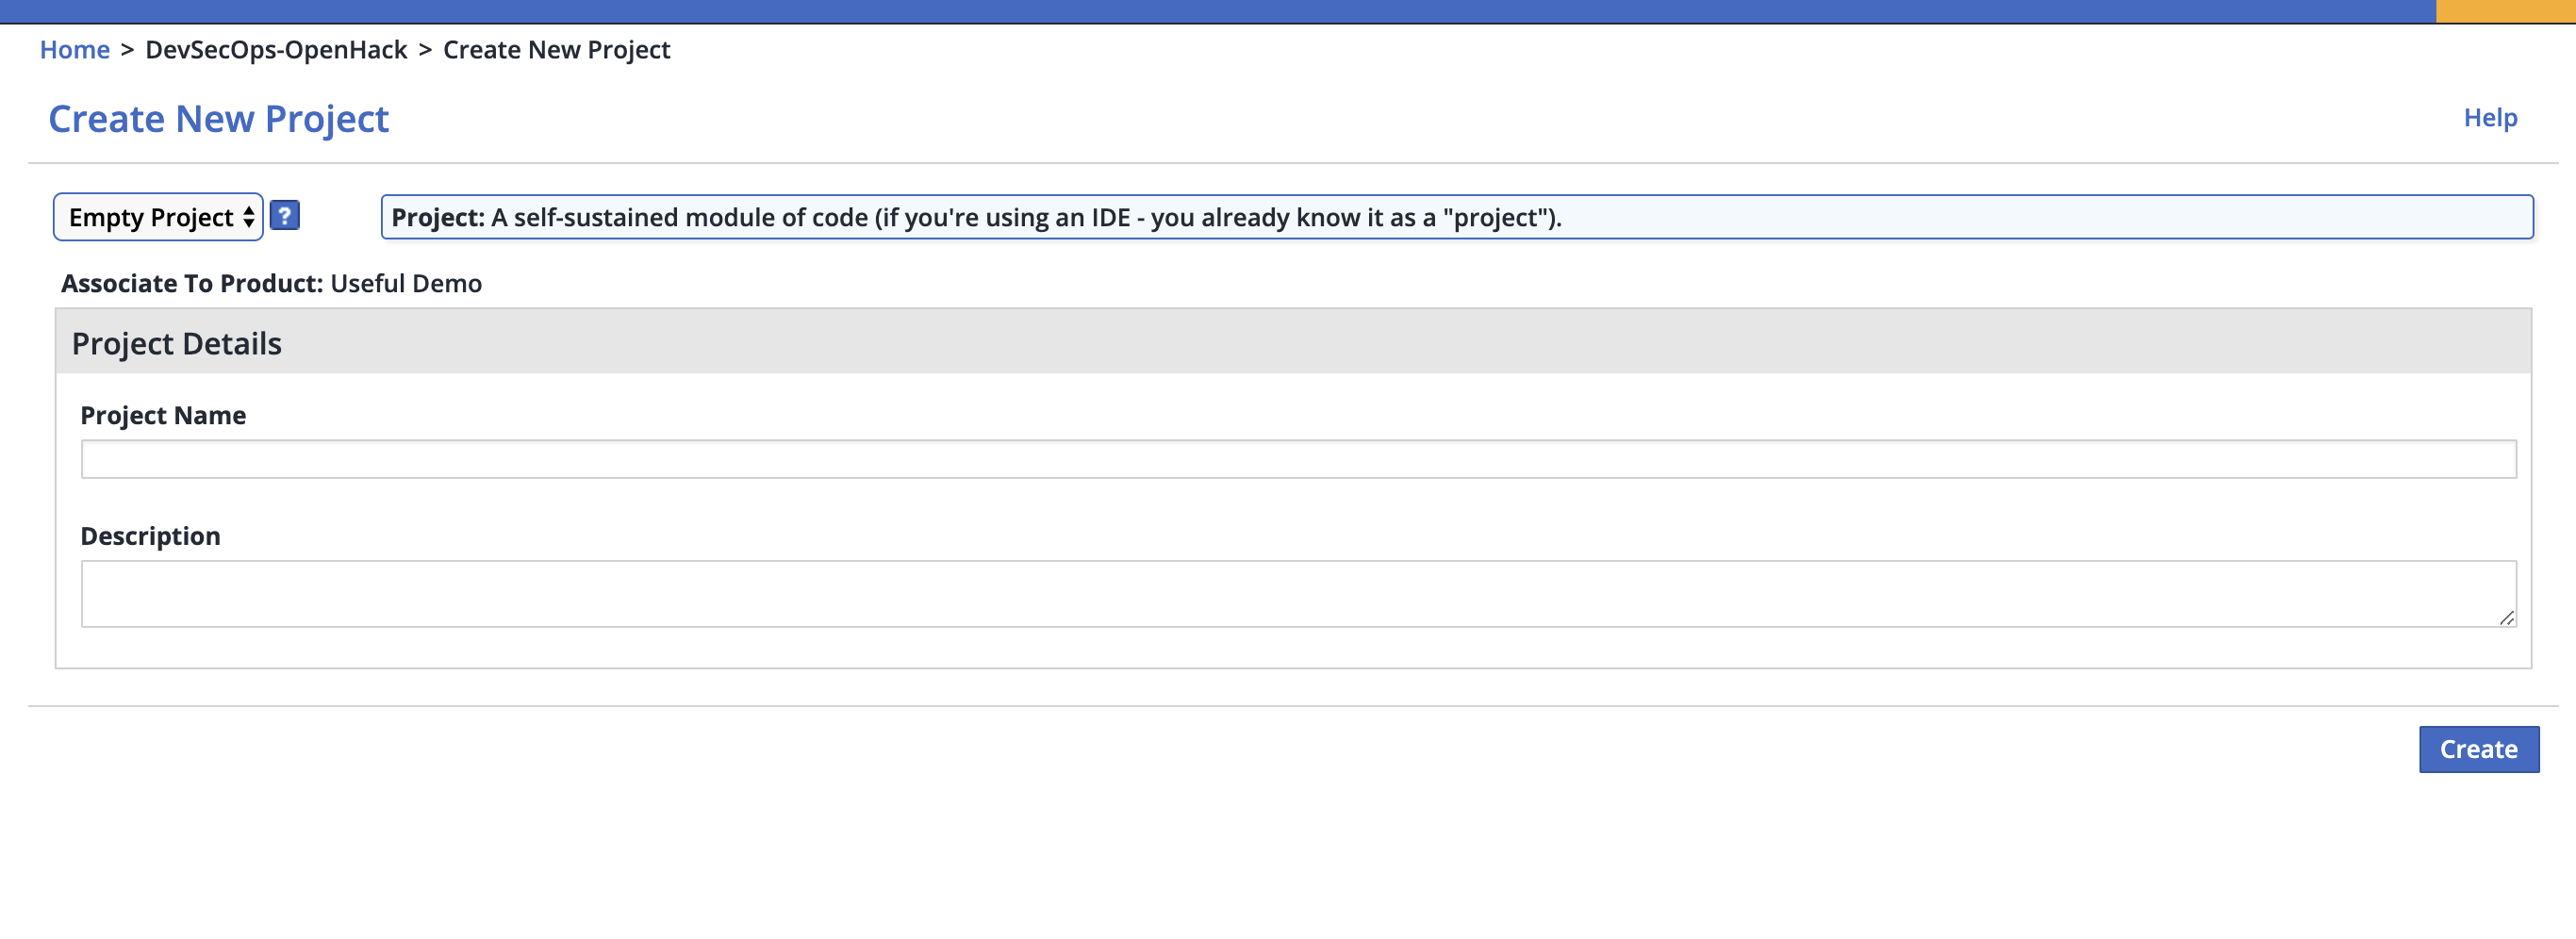 Home > DevSecOps-OpenHack > Create New Project
Create New Project
Help
Empty Project
?
Project: A self-sustained module of code (if you're using an IDE - you already know it as a "project").
Associate To Product: Useful Demo
Project Details
Project Name
Description
Create